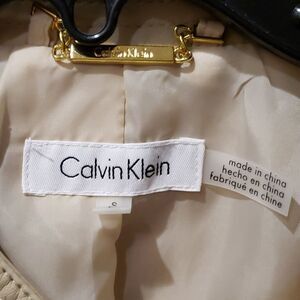 Calvin Klein
Calvin Klein
made in china
hecho en china
fabriqué en chine